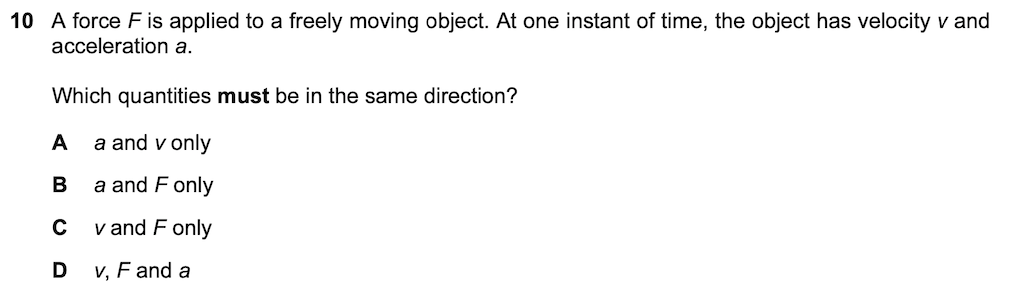 10 A force F is applied to a freely moving object. At one instant of time, the object has velocity v and
acceleration a.
Which quantities must be in the same direction?
A a and v only
B a and F only
C v and F only
D v, F and a